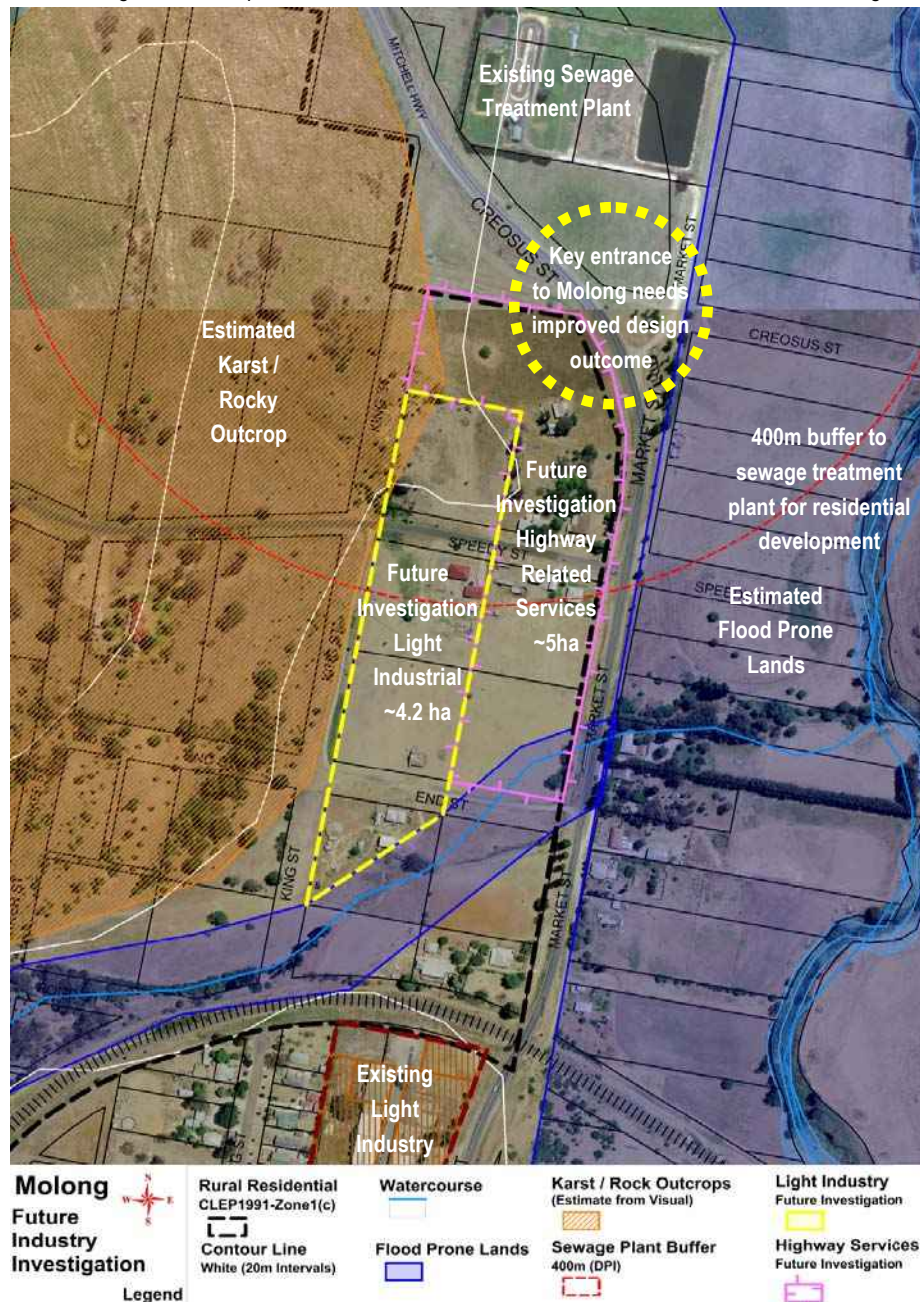 Existing Sewage
Treatment Plant
MITCHELL HWY
CREOSUS ST
MARKET ST
Key entrance
to Molong needs
improved design
outcome
CREOSUS ST
Estimated
Karst /
Rocky
Outcrop
MARKET ST
400m buffer to
sewage treatment
plant for residential
development
Future
Investigation
Highway
Related
Services
~5ha
SPEEDY ST
Future
Investigation
Light
Industrial
~4.2 ha
Estimated
Flood Prone
Lands
MARKET ST
END ST
KING ST
MARKET ST
Existing
Light
Industry
Molong
Future
Industry
Investigation
N
W
E
S
Legend
Rural Residential
CLEP1991-Zone1(c)
Contour Line
White (20m Intervals)
Watercourse
Flood Prone Lands
Karst / Rock Outcrops
(Estimate from Visual)
Sewage Plant Buffer
400m (DPI)
Light Industry
Future Investigation
Highway Services
Future Investigation